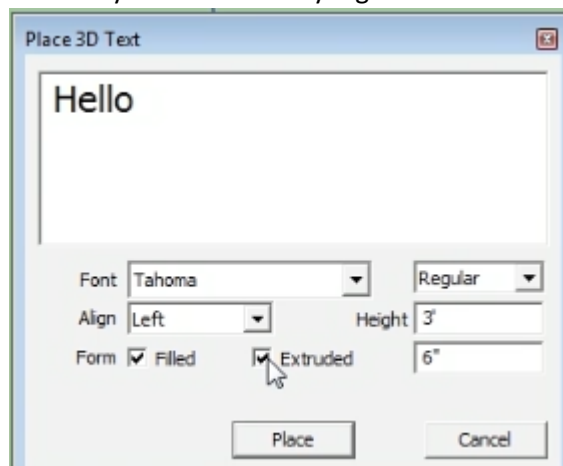 Place 3D Text
Hello
Font Tahoma Regular
Align Left Height 3'
Form Filled Extruded 6"
Place Cancel